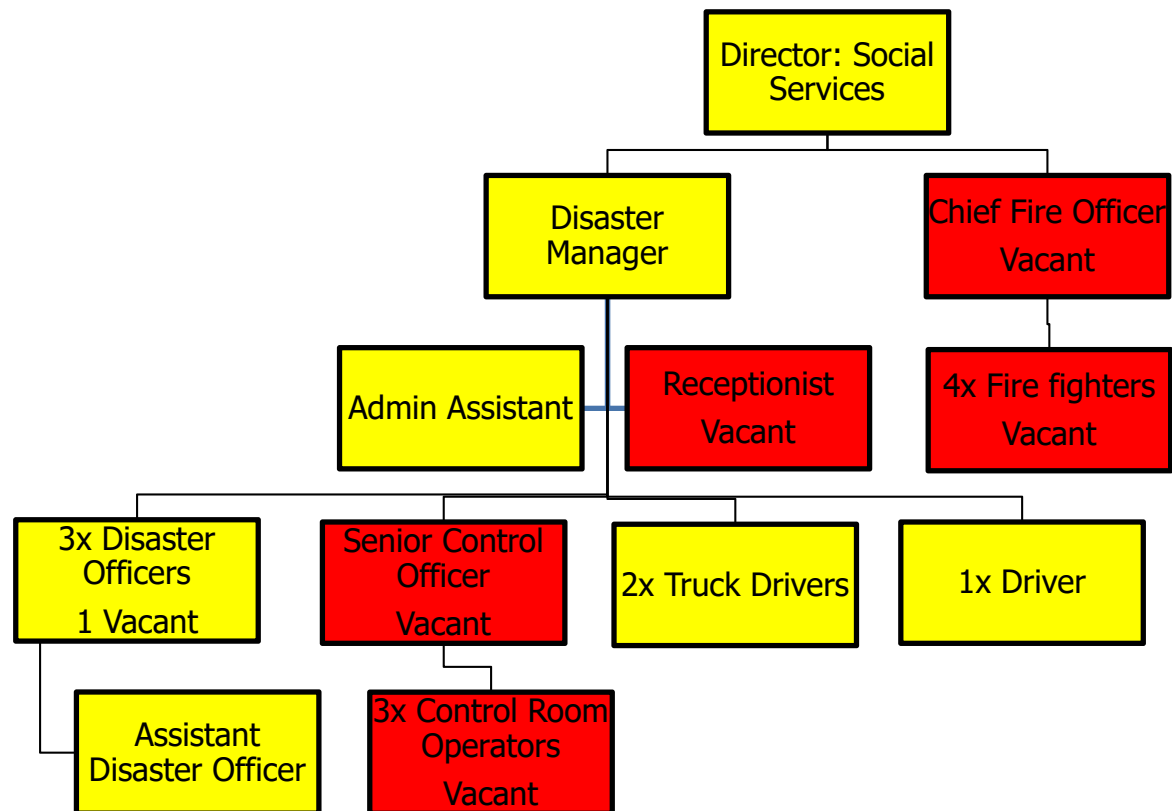 Director: Social
Services
Disaster
Manager
Chief Fire Officer
Vacant
Admin Assistant
Receptionist
Vacant
4x Fire fighters
Vacant
3x Disaster
Officers
1 Vacant
Senior Control
Officer
Vacant
2x Truck Drivers
1x Driver
Assistant
Disaster Officer
3x Control Room
Operators
Vacant